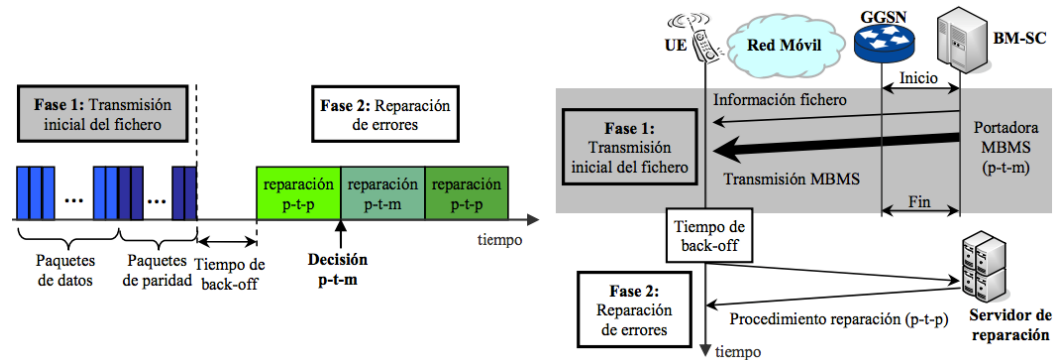 Fase 1: Transmisión
inicial del fichero
Fase 2: Reparación
de errores
...
...
reparación
p-t-p
reparación
p-t-m
reparación
p-t-p
tiempo
Paquetes
de datos
Paquetes
de paridad
Tiempo de
back-off
Decisión
p-t-m
UE
Red Móvil
GGSN
BM-SC
Inicio
Información fichero
Fase 1:
Transmisión
inicial del fichero
Transmisión MBMS
Portadora
MBMS
(p-t-m)
Fin
Tiempo de
back-off
Fase 2:
Reparación
de errores
Procedimiento reparación (p-t-p)
Servidor de
reparación
tiempo